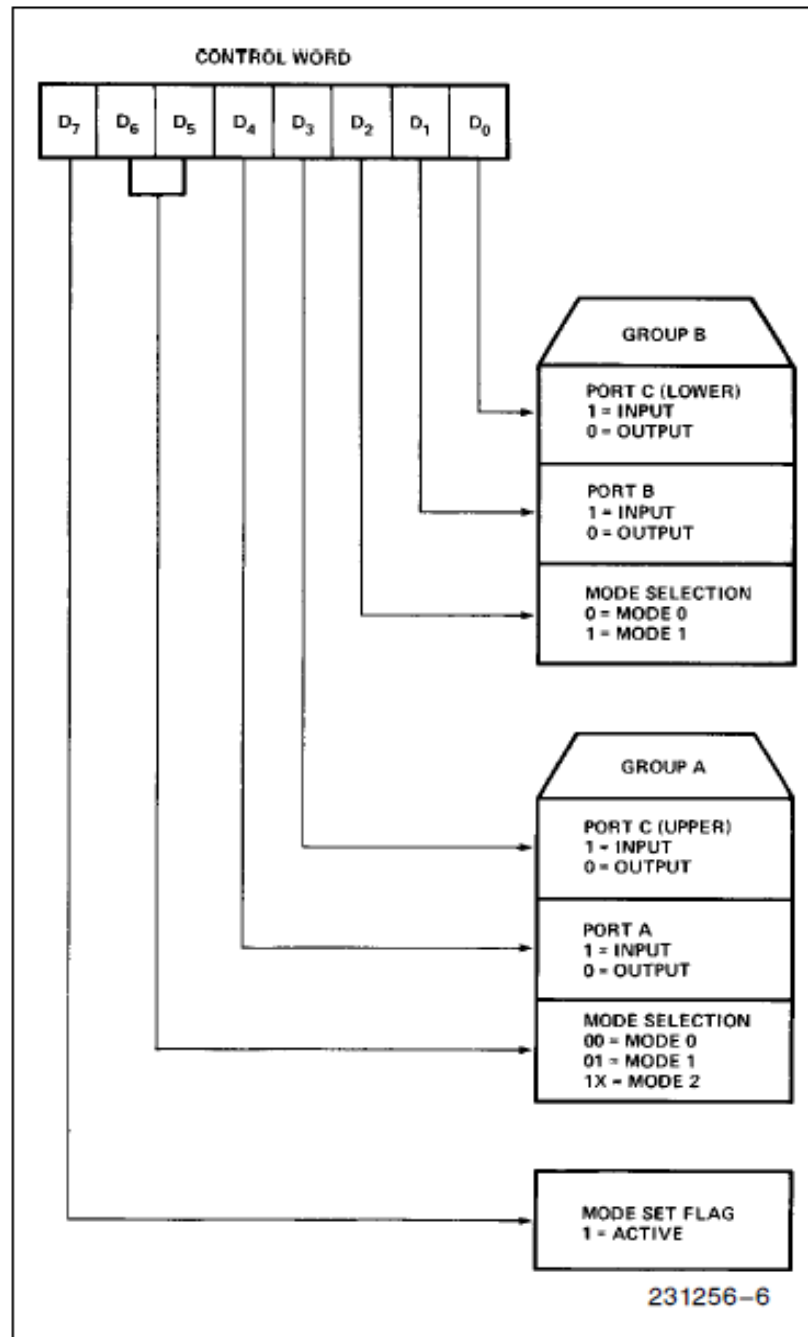 CONTROL WORD
D7 D6 D5 D4 D3 D2 D1 D0
GROUP B
PORT C (LOWER)
1 = INPUT
0 = OUTPUT
PORT B
1 = INPUT
0 = OUTPUT
MODE SELECTION
0 = MODE 0
1 = MODE 1
GROUP A
PORT C (UPPER)
1 = INPUT
0 = OUTPUT
PORT A
1 = INPUT
0 = OUTPUT
MODE SELECTION
00 = MODE 0
01 = MODE 1
1X = MODE 2
MODE SET FLAG
1 = ACTIVE
231256–6